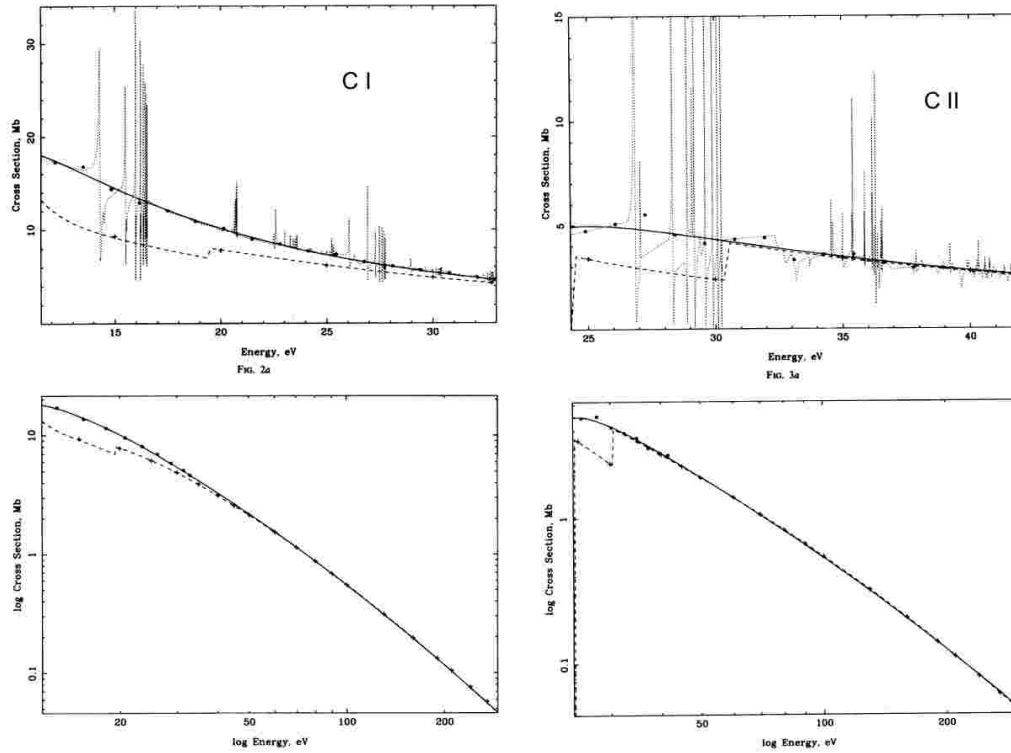 34
30
20
10
Cross Section, Mb
C I
15
20
25
30
Energy, eV
FIG. 2a
15
10
5
Cross Section, Mb
C II
25
30
35
40
Energy, eV
FIG. 3a
10
1
0.1
log Cross Section, Mb
20
50
100
200
log Energy, eV
1
0.1
log Cross Section, Mb
50
100
200
log Energy, eV